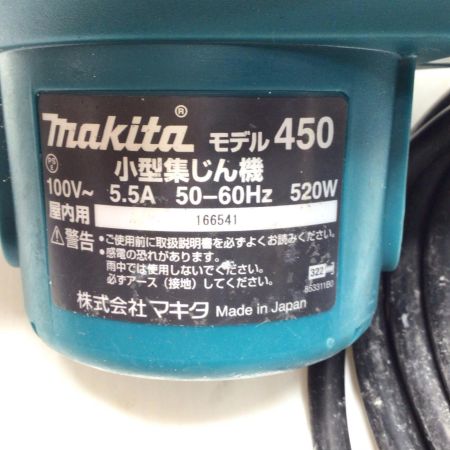 makita® モデル 450
小型集じん機
100V~ 5.5A 50-60Hz 520W
屋内用 166541
⚠警告 ・ご使用前に取扱説明書を必ずよくお読みください。
・感電の恐れがあります。
雨中では使用しないでください。
必ずアース（接地）してください。
322
853311B0
株式会社 マキタ Made in Japan